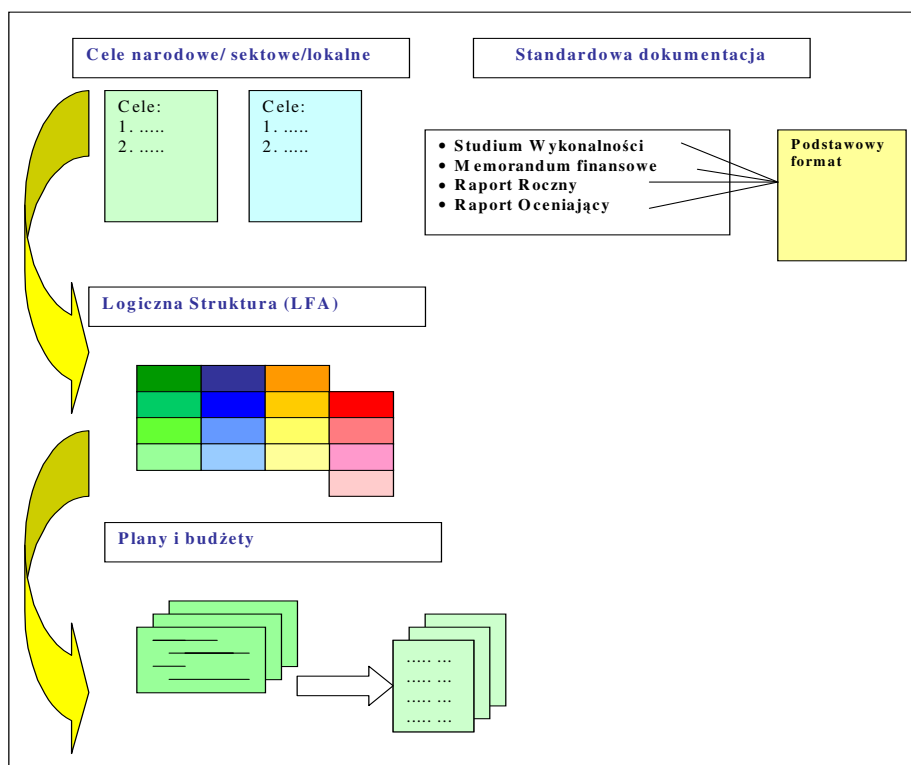 Cele narodowe/ sektowe/lokalne
Standardowa dokumentacja
Cele:
1. .....
2. .....
Cele:
1. .....
2. .....
• Studium Wykonalności
• Memorandum finansowe
• Raport Roczny
• Raport Oceniający
Podstawowy
format
Logiczna Struktura (LFA)
Plany i budżety
..... ...
..... ...
..... ...
..... ...